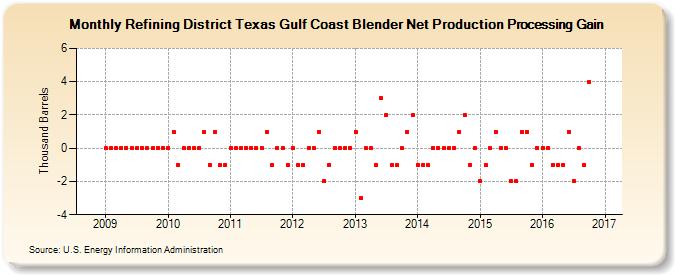 Monthly Refining District Texas Gulf Coast Blender Net Production Processing Gain
Thousand Barrels
6
4
2
0
-2
-4
2009 2010 2011 2012 2013 2014 2015 2016 2017
Source: U.S. Energy Information Administration